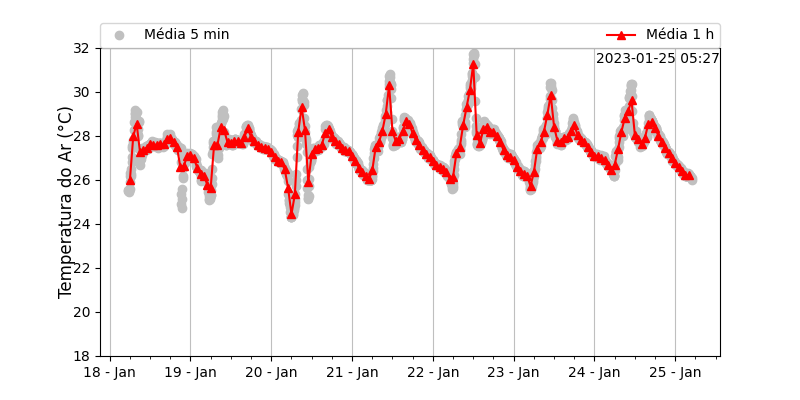 Média 5 min
Média 1 h
2023-01-25 05:27
Temperatura do Ar (°C)
32
30
28
26
24
22
20
18
18 - Jan
19 - Jan
20 - Jan
21 - Jan
22 - Jan
23 - Jan
24 - Jan
25 - Jan